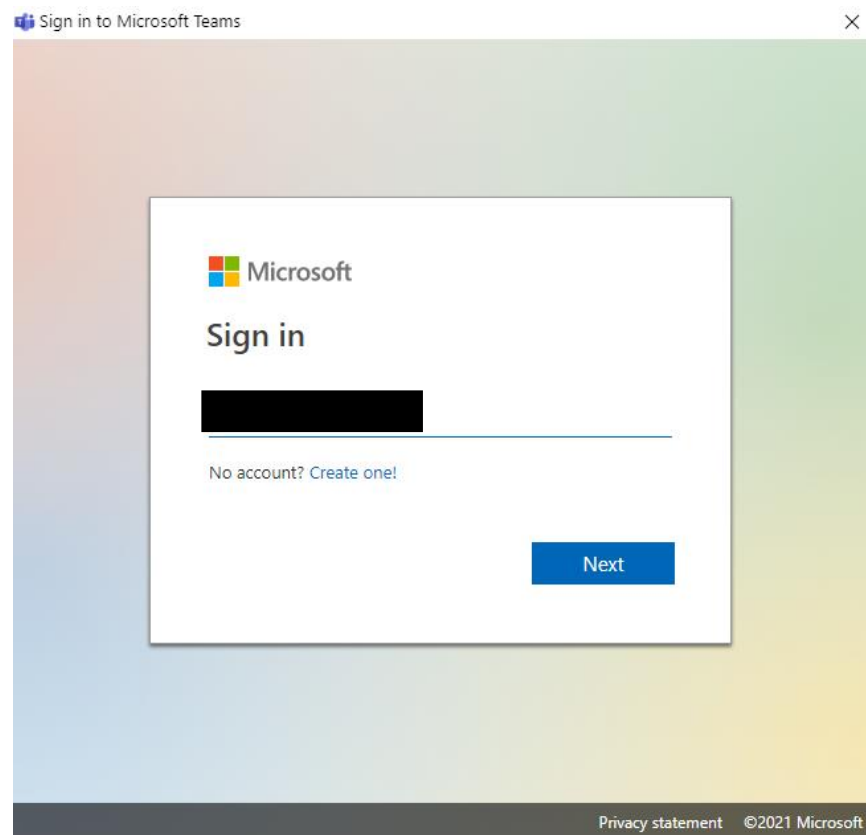 Sign in to Microsoft Teams
Microsoft
Sign in
No account? Create one!
Next
Privacy statement ©2021 Microsoft